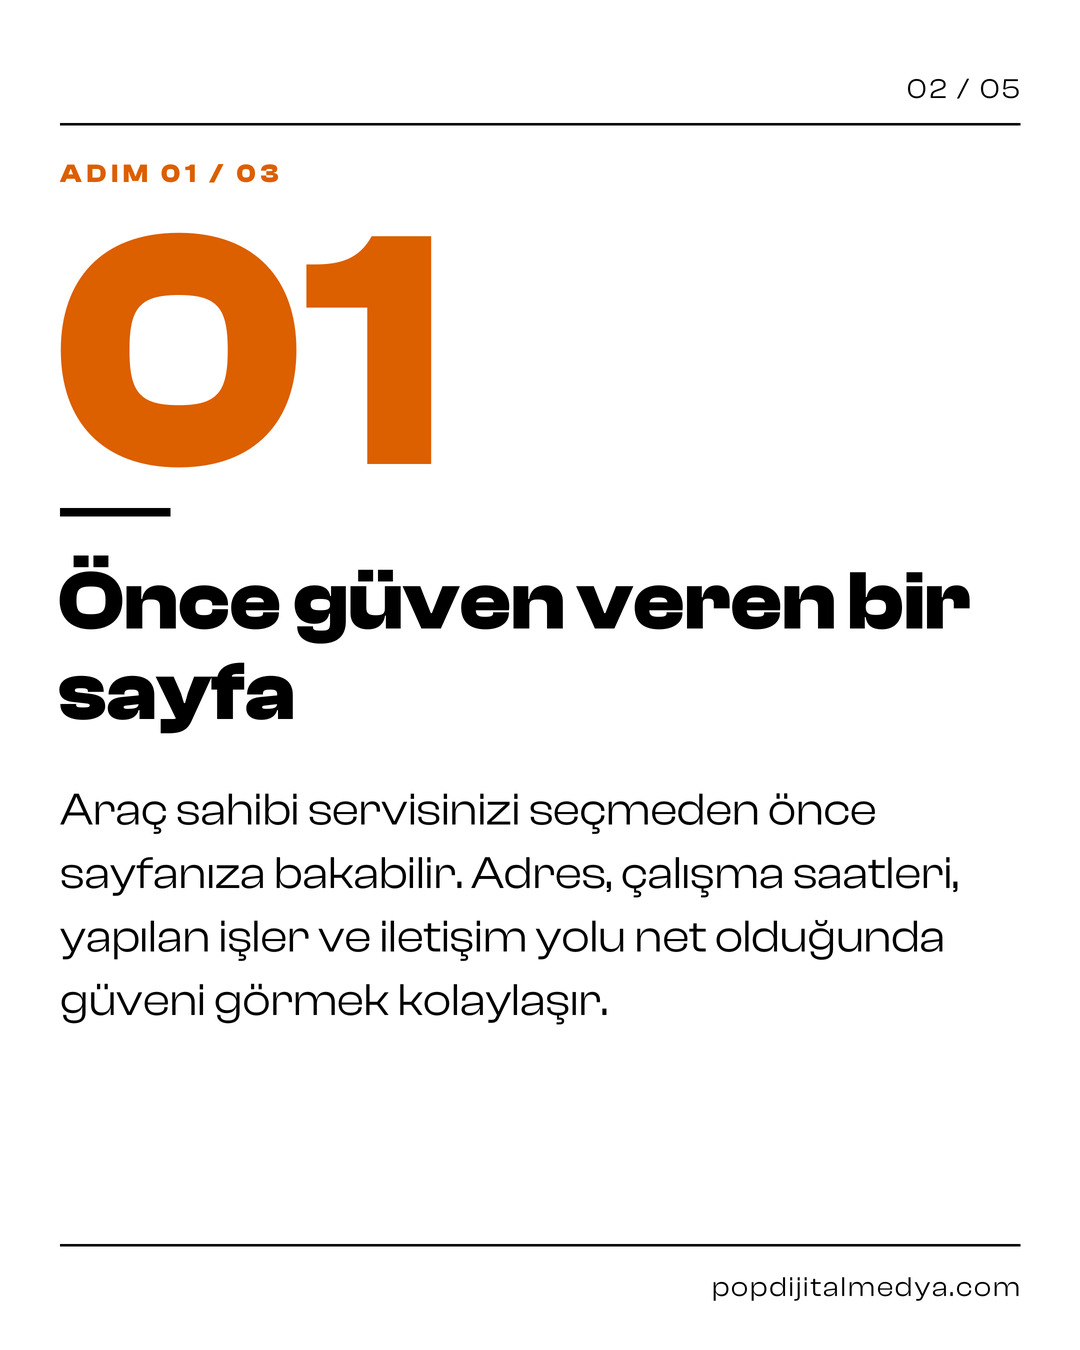 02 / 05
ADIM 01 / 03
01
Önce güven veren bir
sayfa
Araç sahibi servisinizi seçmeden önce
sayfanıza bakabilir. Adres, çalışma saatleri,
yapılan işler ve iletişim yolu net olduğunda
güveni görmek kolaylaşır.
popdijitalmedya.com